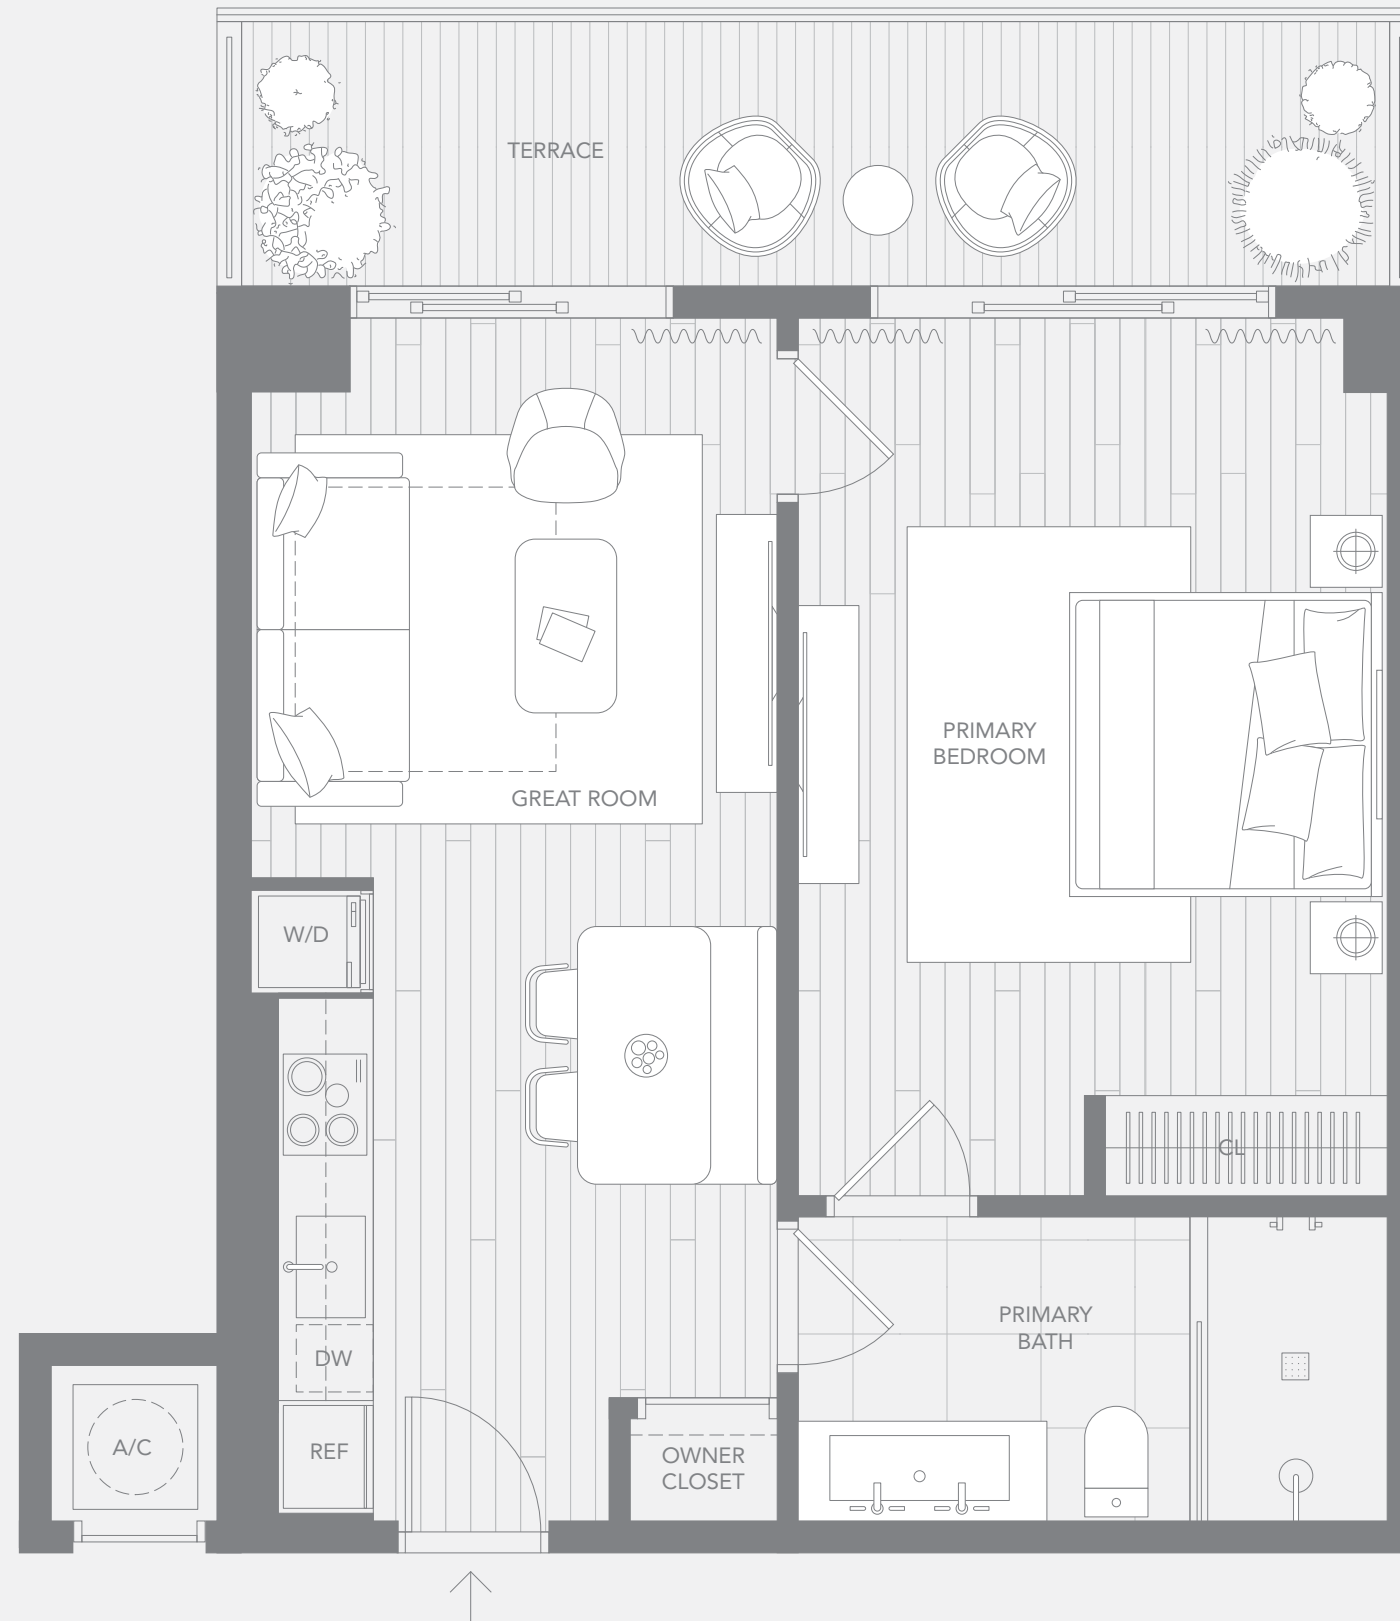 TERRACE
PRIMARY
BEDROOM
GREAT ROOM
W/D
CL
PRIMARY
BATH
DW
A/C
REF
OWNER
CLOSET